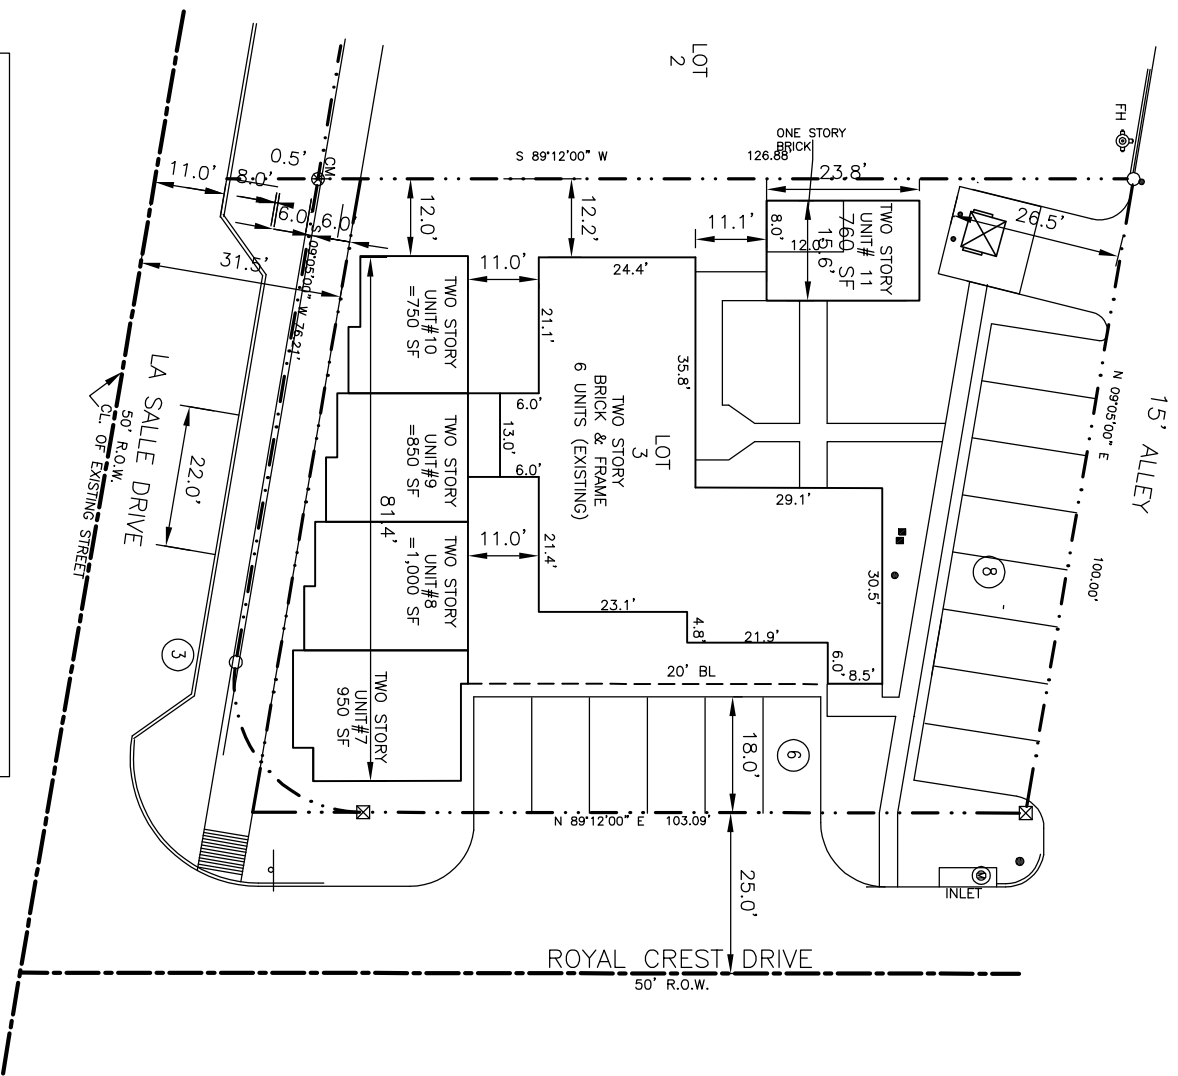 LOT
2
FH
ONE STORY
BRICK
S 89°12'00" W
126.88'
23.8'
11.0'
8.0'
0.5'
CM
6.0'
6.0'
31.5'
S 09°05'00" W 76.21'
12.0'
12.2'
11.1'
8.0'
12.0'
15.6'
TWO STORY
UNIT# 11
760 SF
26.5'
15' ALLEY
N 09°05'00" E
100.00'
11.0'
24.4'
21.1'
35.8'
6.0'
13.0'
6.0'
11.0'
21.4'
23.1'
4.8'
21.9'
6.0'
8.5'
30.5'
29.1'
TWO STORY
UNIT#10
=750 SF
TWO STORY
UNIT#9
=850 SF
TWO STORY
UNIT#8
=1,000 SF
TWO STORY
UNIT#7
950 SF
81.4'
LOT
3
TWO STORY
BRICK & FRAME
6 UNITS (EXISTING)
8
LA SALLE DRIVE
50' R.O.W.
CL. OF EXISTING STREET
22.0'
3
20' BL
18.0'
6
N 89°12'00" E
103.09'
25.0'
M
INLET
ROYAL CREST DRIVE
50' R.O.W.